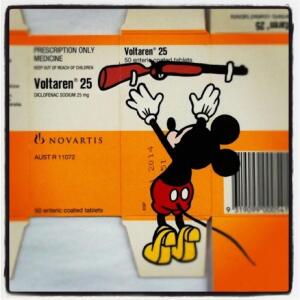 PRESCRIPTION ONLY
MEDICINE
KEEP OUT OF REACH OF CHILDREN
Voltaren® 25
DICLOFENAC SODIUM 25 mg
NOVARTIS
AUST R 11072
50 enteric coated tablets
Voltaren® 25
50 enteric coated tablets
2014
51